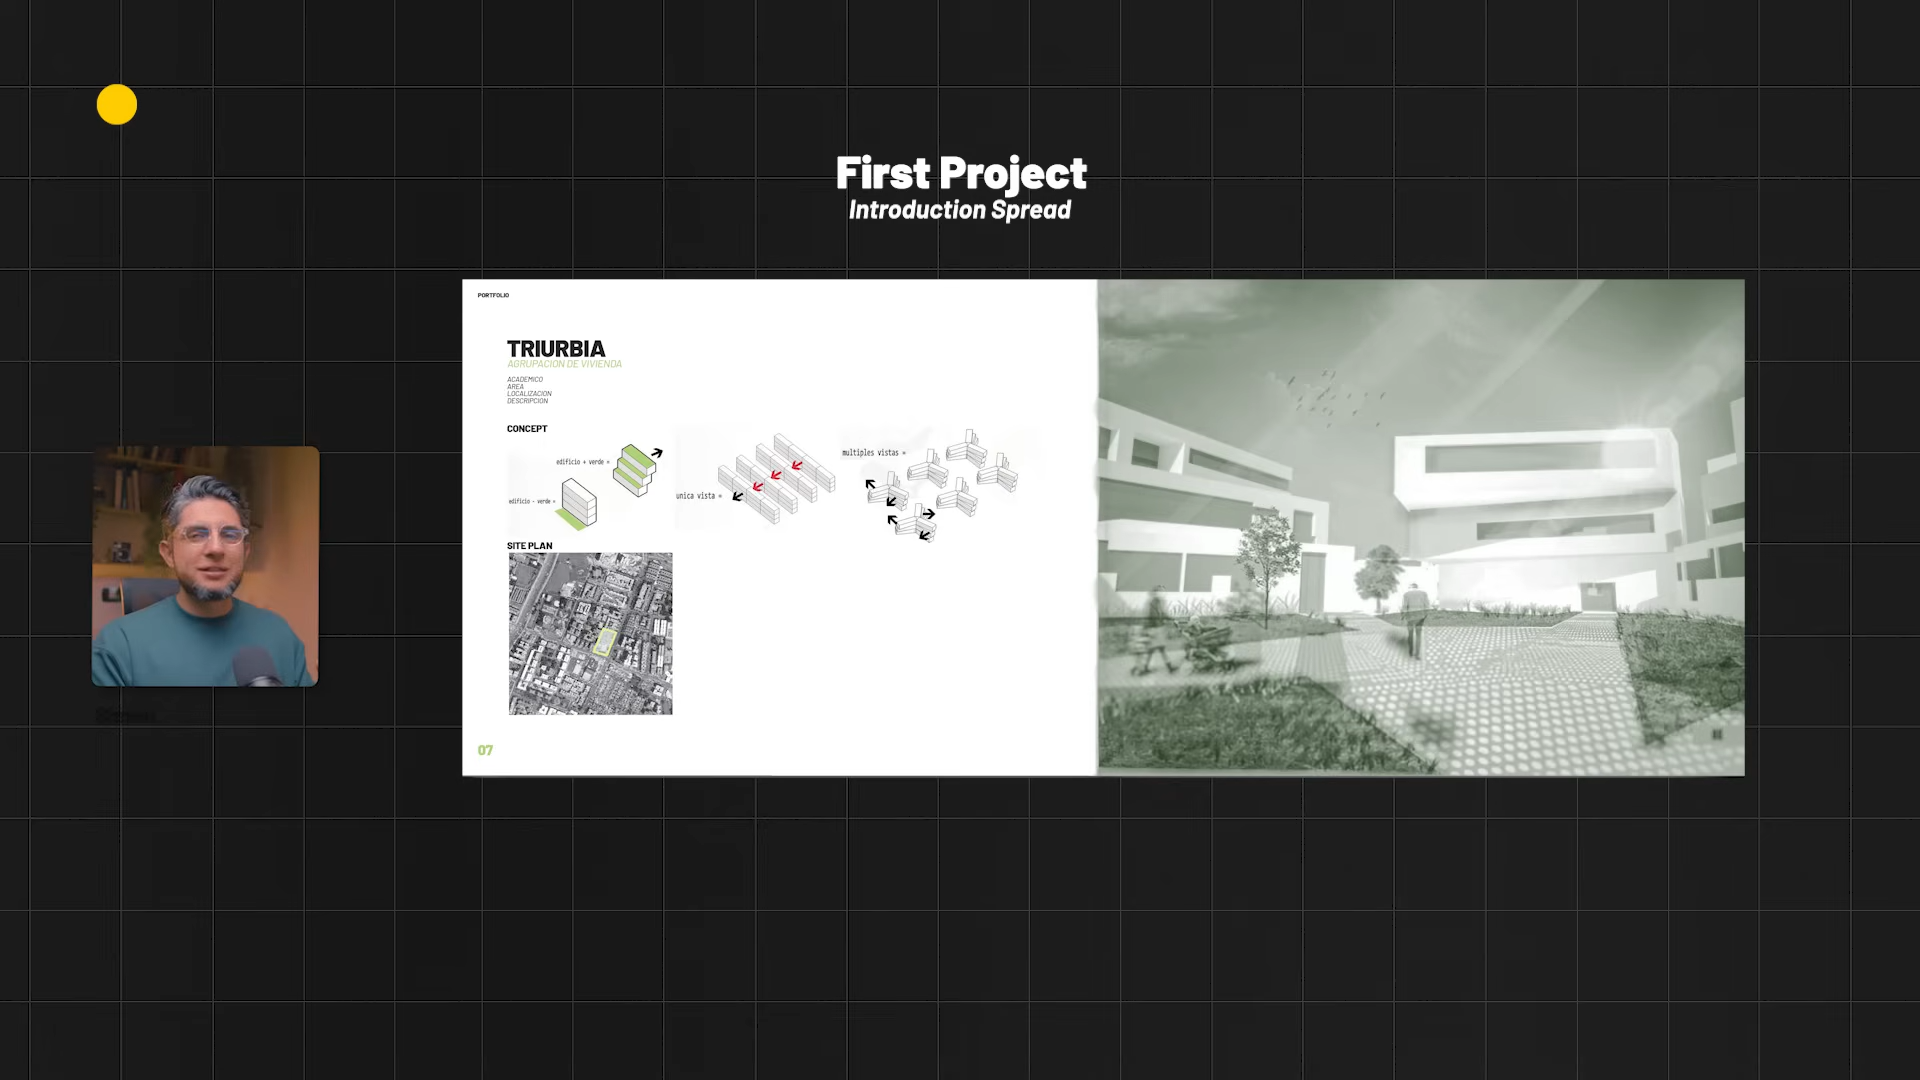 First Project
Introduction Spread
PORTFOLIO
TRIURBIA
AGRUPACION DE VIVIENDA
ACADEMICO
AREA
LOCALIZACION
DESCRIPCION
CONCEPT
edificio + verde =
edificio - verde =
unica vista =
multiples vistas =
SITE PLAN
07